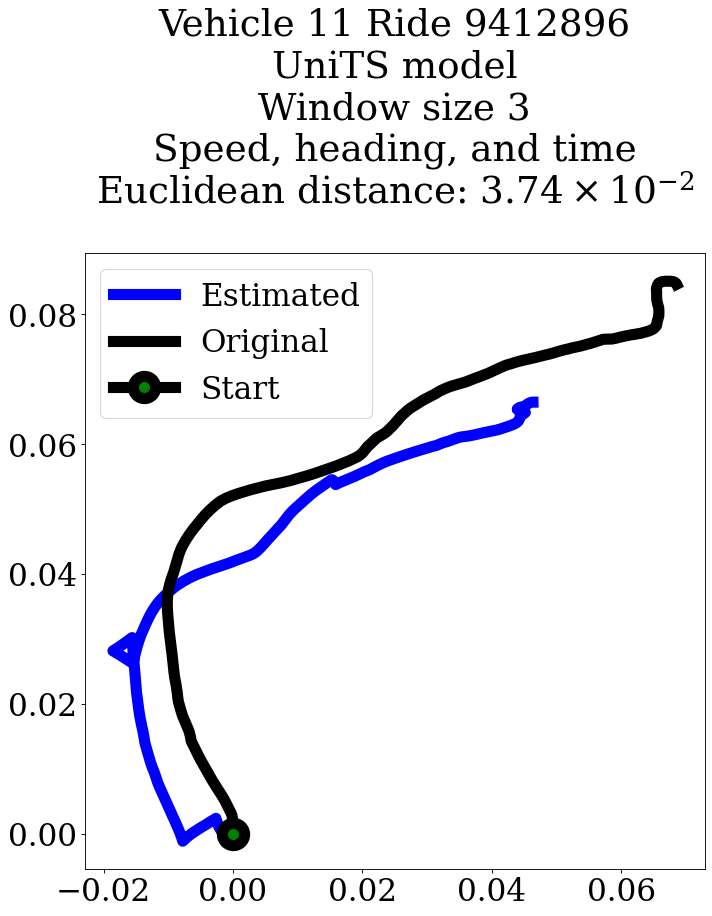 Vehicle 11 Ride 9412896
UniTS model
Window size 3
Speed, heading, and time
Euclidean distance: 3.74 × 10⁻²
Estimated
Original
Start
0.08
0.06
0.04
0.02
0.00
−0.02 0.00 0.02 0.04 0.06